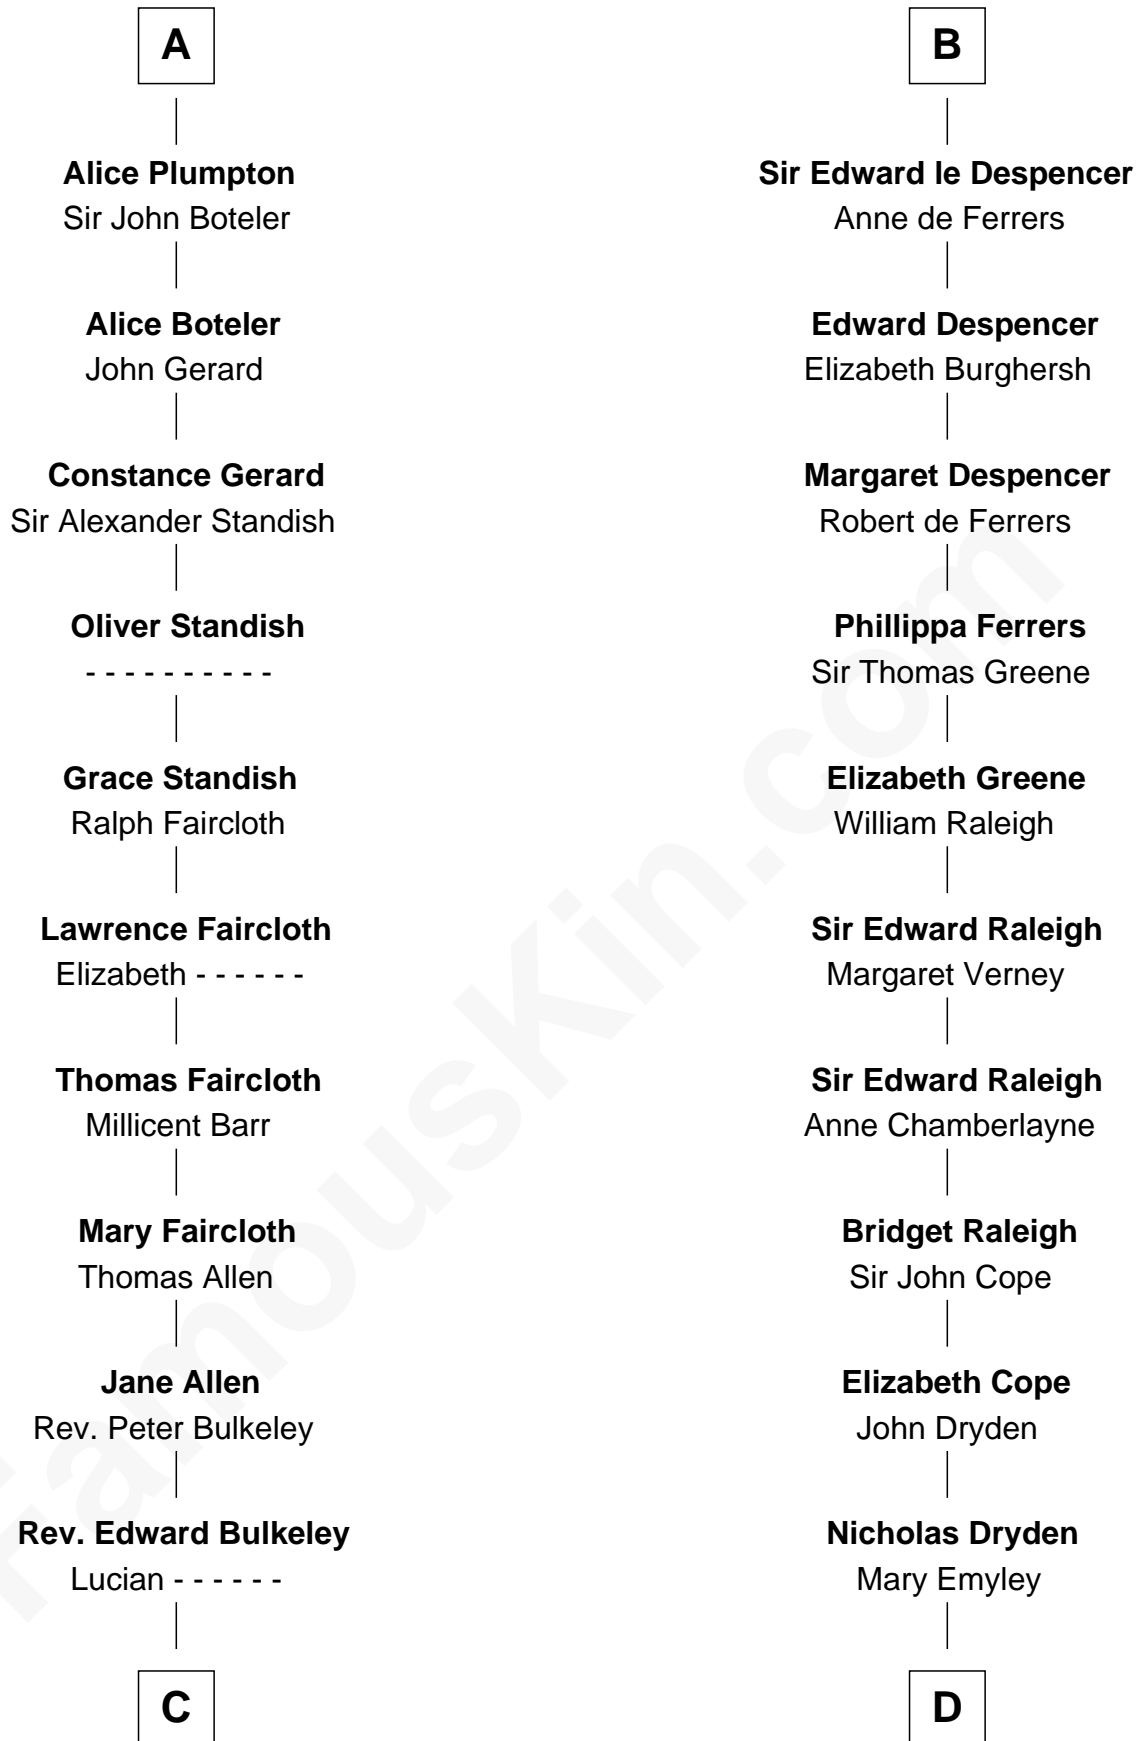 A
Alice Plumpton
Sir John Boteler
Alice Boteler
John Gerard
Constance Gerard
Sir Alexander Standish
Oliver Standish
- - - - - - - - - -
Grace Standish
Ralph Faircloth
Lawrence Faircloth
Elizabeth - - - - - -
Thomas Faircloth
Millicent Barr
Mary Faircloth
Thomas Allen
Jane Allen
Rev. Peter Bulkeley
Rev. Edward Bulkeley
Lucian - - - - - -
C
B
Sir Edward le Despencer
Anne de Ferrers
Edward Despencer
Elizabeth Burghersh
Margaret Despencer
Robert de Ferrers
Phillippa Ferrers
Sir Thomas Greene
Elizabeth Greene
William Raleigh
Sir Edward Raleigh
Margaret Verney
Sir Edward Raleigh
Anne Chamberlayne
Bridget Raleigh
Sir John Cope
Elizabeth Cope
John Dryden
Nicholas Dryden
Mary Emyley
D
FamousKin.com